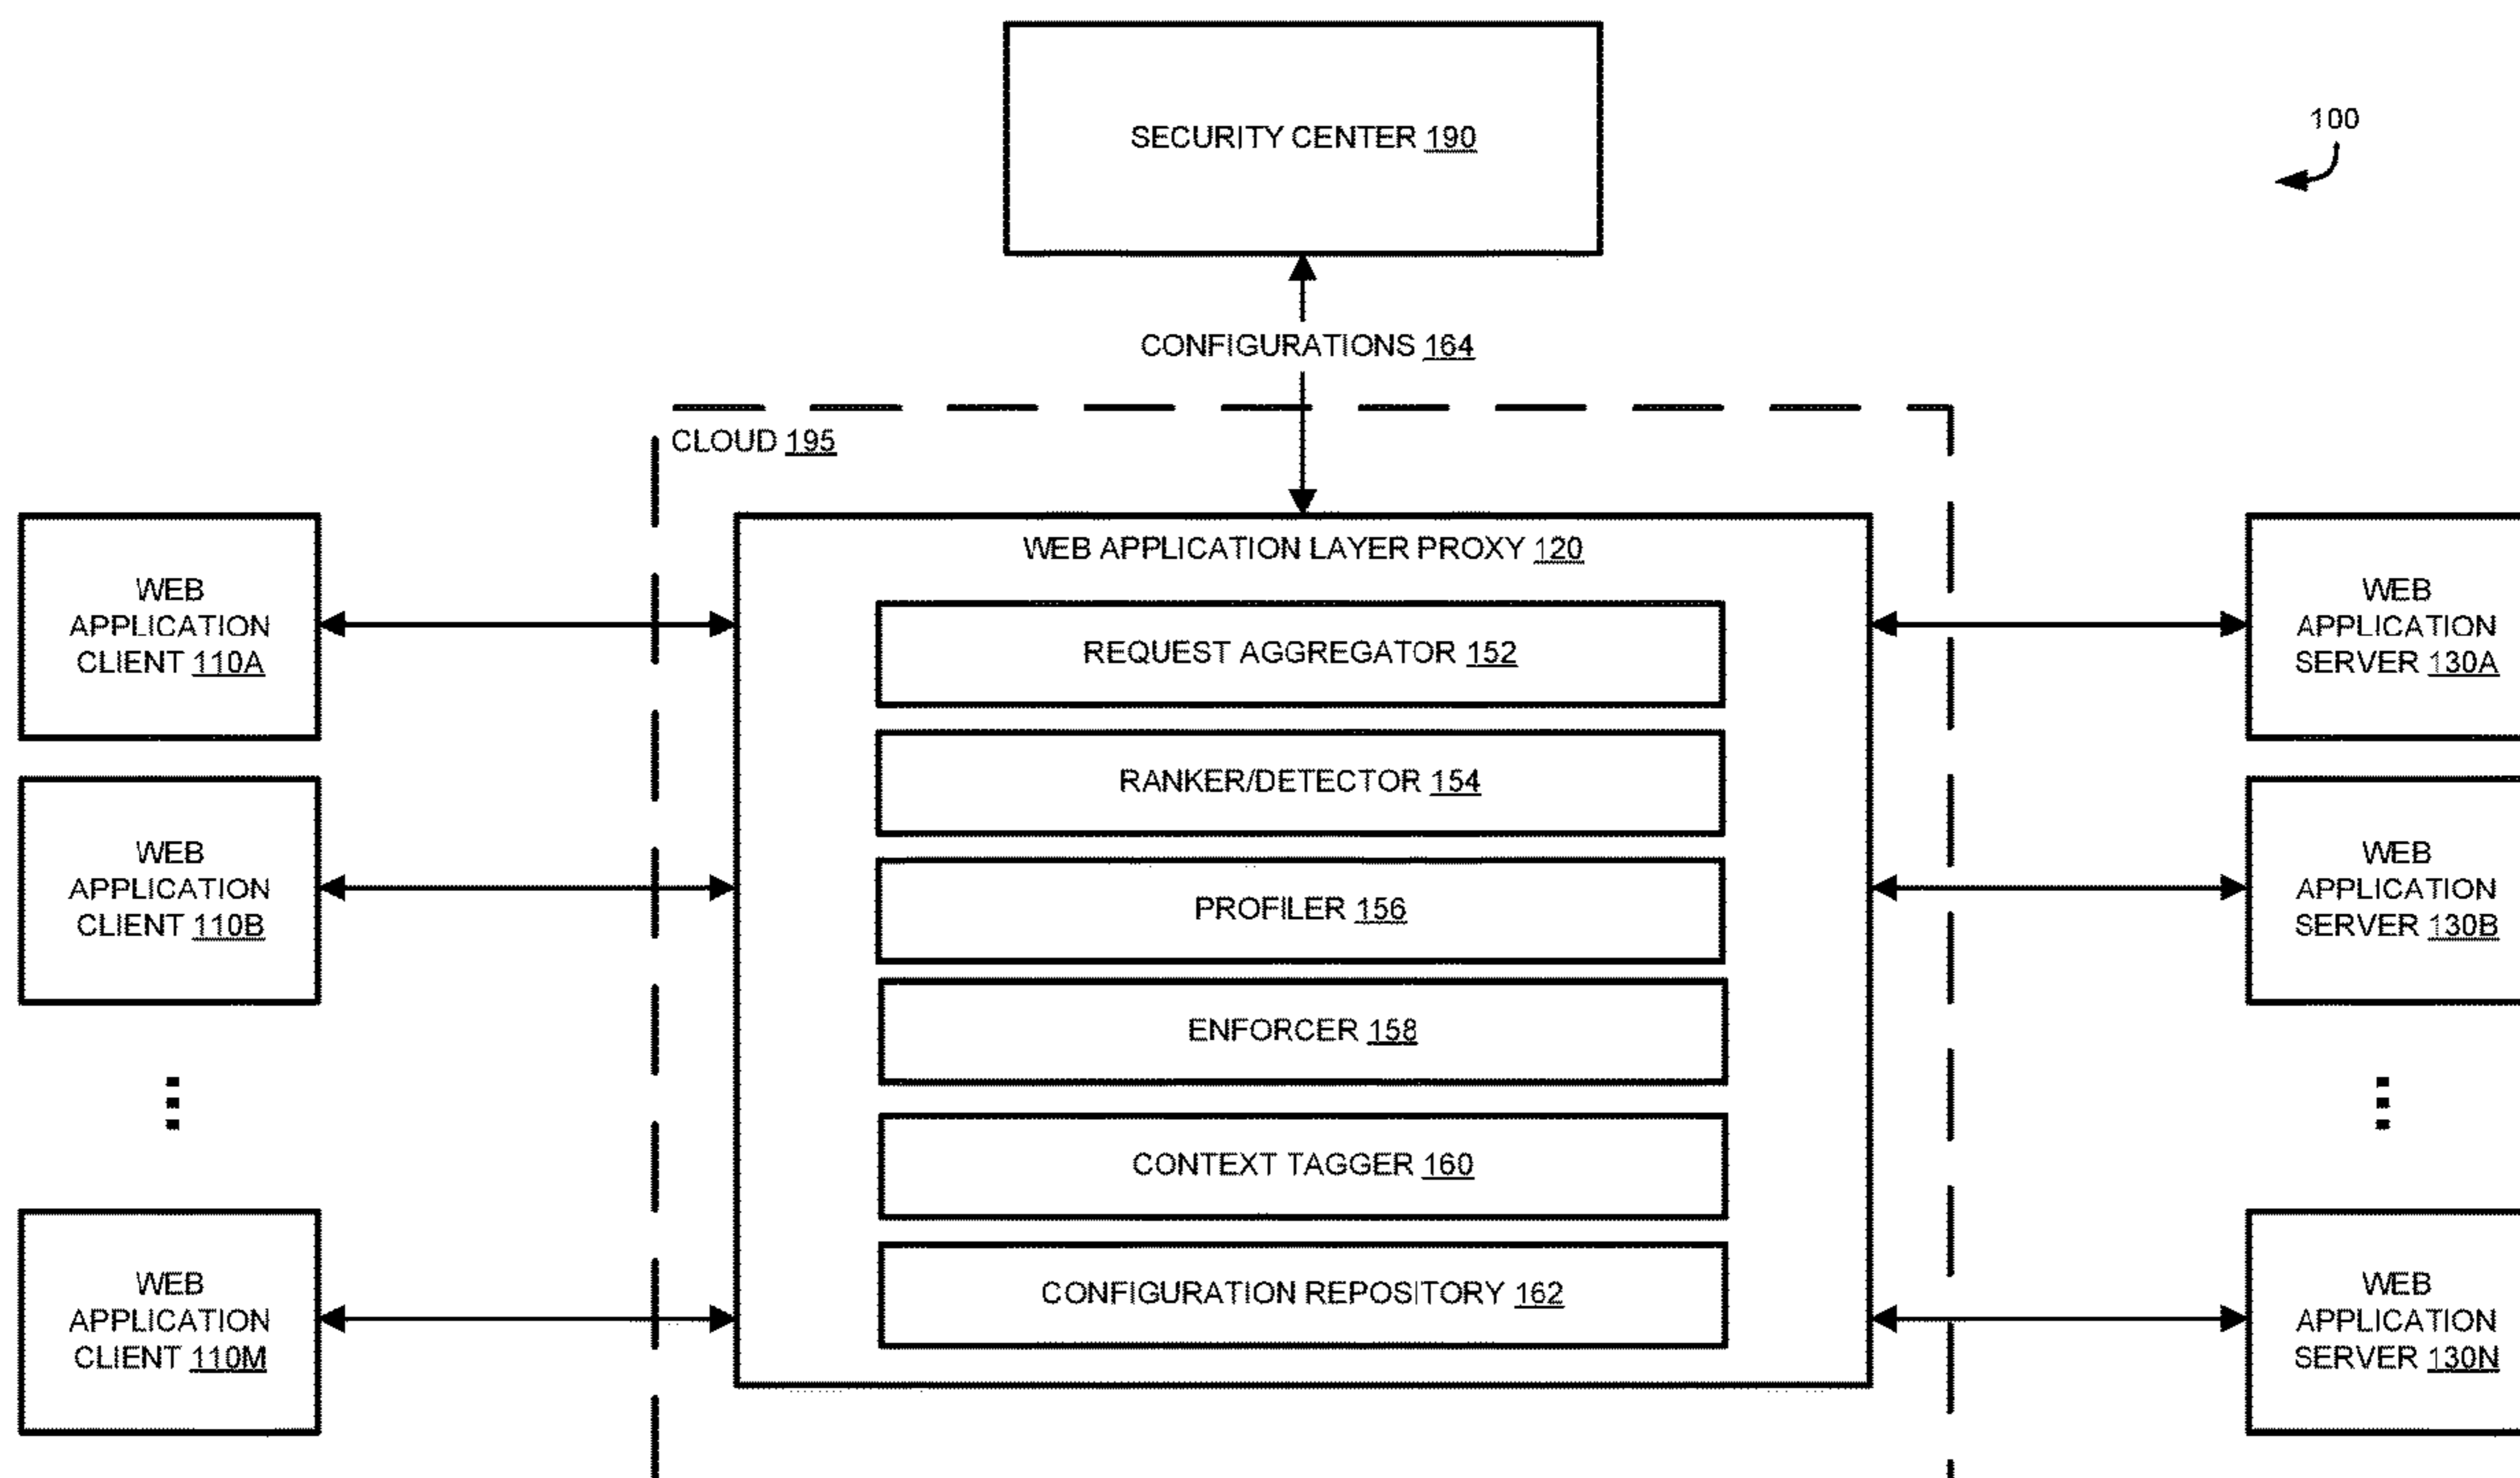 SECURITY CENTER 190
100
CONFIGURATIONS 164
CLOUD 195
WEB APPLICATION LAYER PROXY 120
REQUEST AGGREGATOR 152
RANKER/DETECTOR 154
PROFILER 156
ENFORCER 158
CONTEXT TAGGER 160
CONFIGURATION REPOSITORY 162
WEB
APPLICATION
CLIENT 110A
WEB
APPLICATION
CLIENT 110B
WEB
APPLICATION
CLIENT 110M
WEB
APPLICATION
SERVER 130A
WEB
APPLICATION
SERVER 130B
WEB
APPLICATION
SERVER 130N